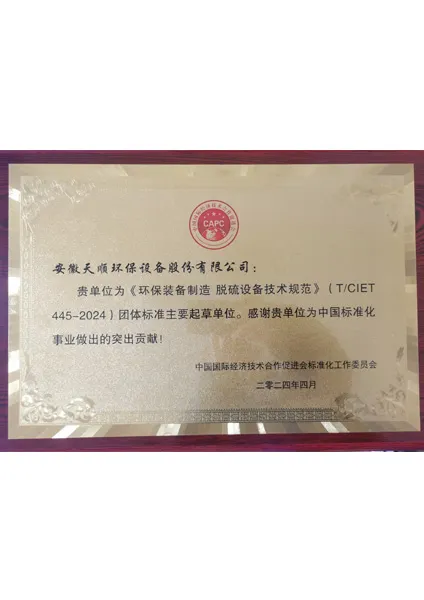 CAPC
安徽天顺环保设备股份有限公司：
贵单位为《环保装备制造 脱硫设备技术规范》（T/CIET
445-2024）团体标准主要起草单位。感谢贵单位为中国标准化
事业做出的突出贡献！
中国国际经济技术合作促进会标准化工作委员会
二零二四年四月